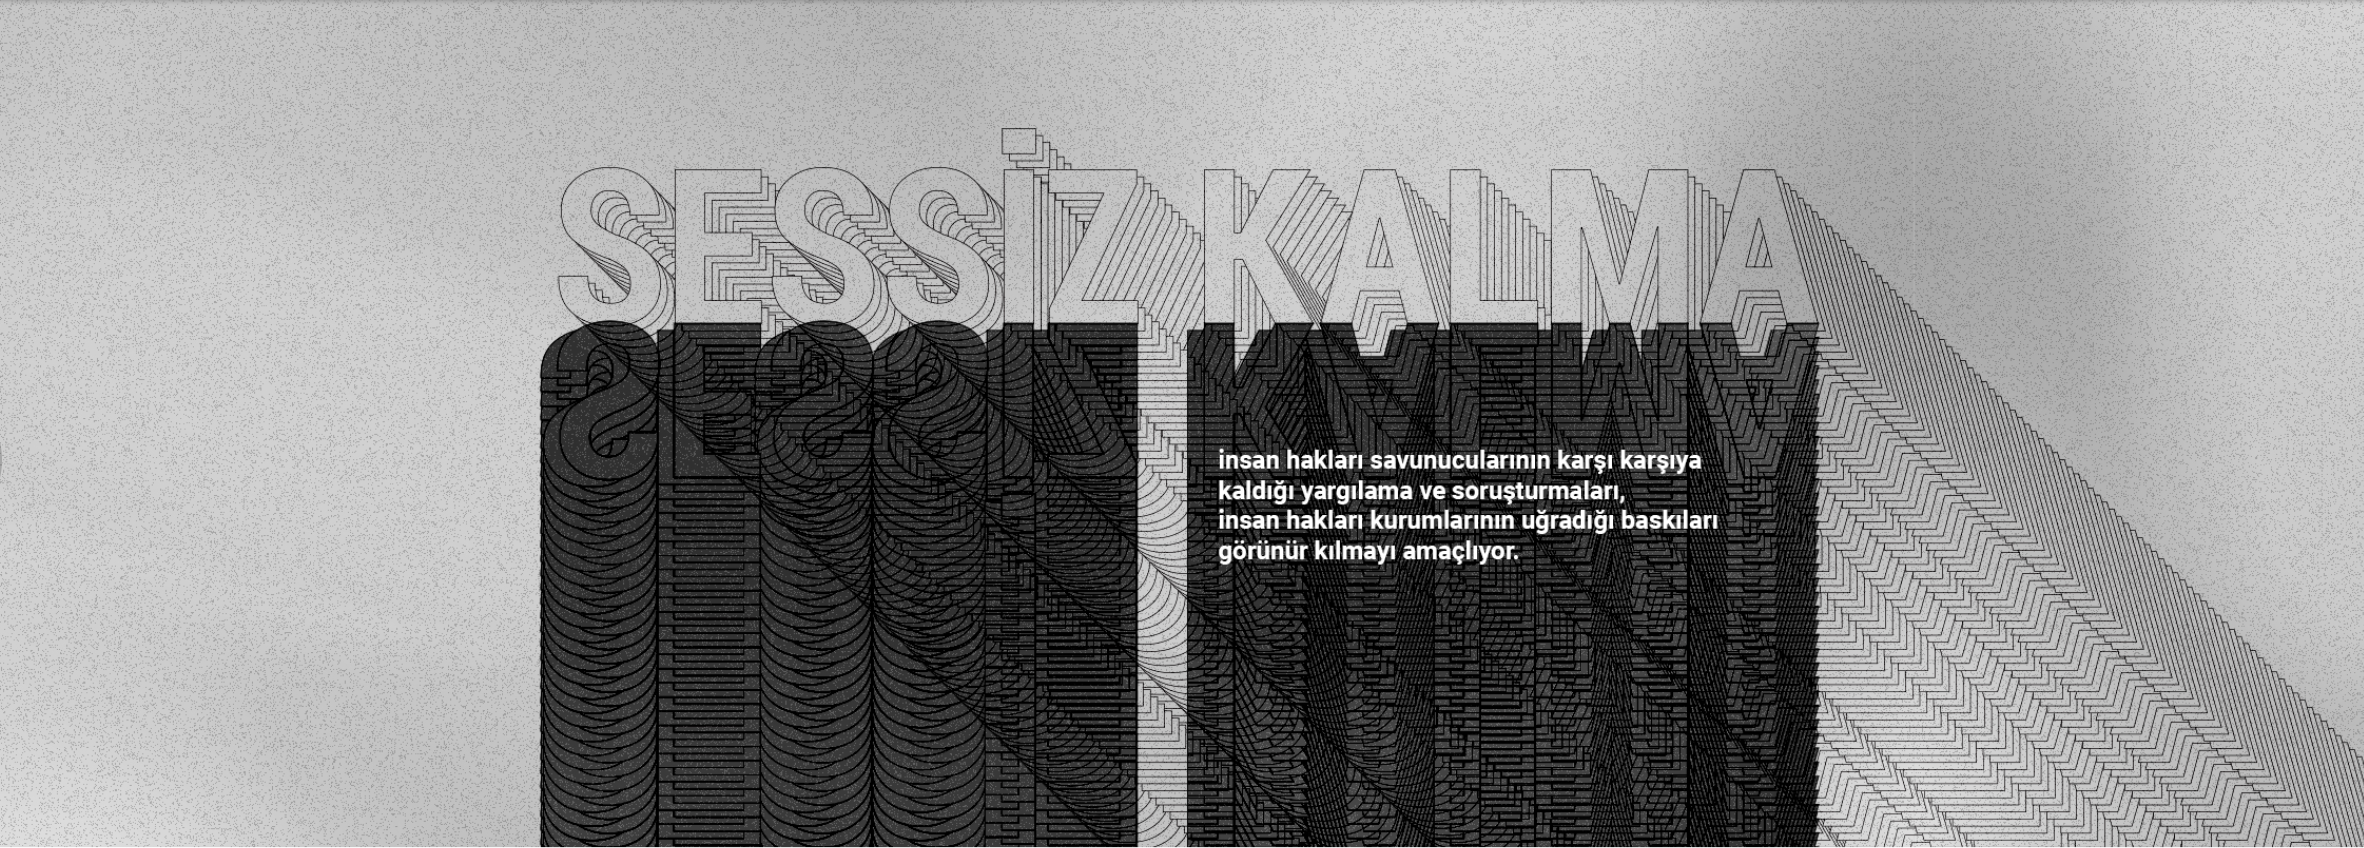 SESSİZ KALMA
insan hakları savunucularının karşı karşıya
kaldığı yargılama ve soruşturmaları,
insan hakları kurumlarının uğradığı baskıları
görünür kılmayı amaçlıyor.